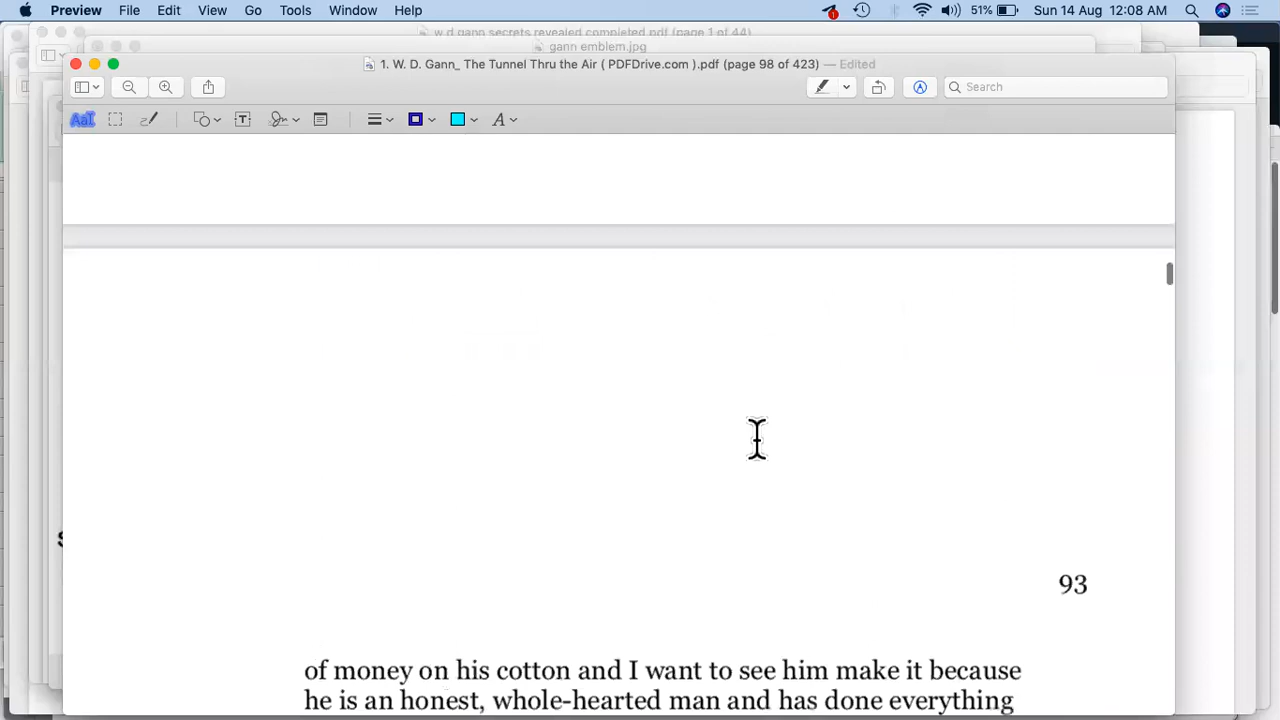 Preview File Edit View Go Tools Window Help 1 51% Sun 14 Aug 12:08 AM
w d gann secrets revealed completed.pdf (page 1 of 44)
gann emblem.jpg
1. W. D. Gann_ The Tunnel Thru the Air ( PDFDrive.com ).pdf (page 98 of 423) — Edited
Search
AaI T A
93
of money on his cotton and I want to see him make it because
he is an honest, whole-hearted man and has done everything